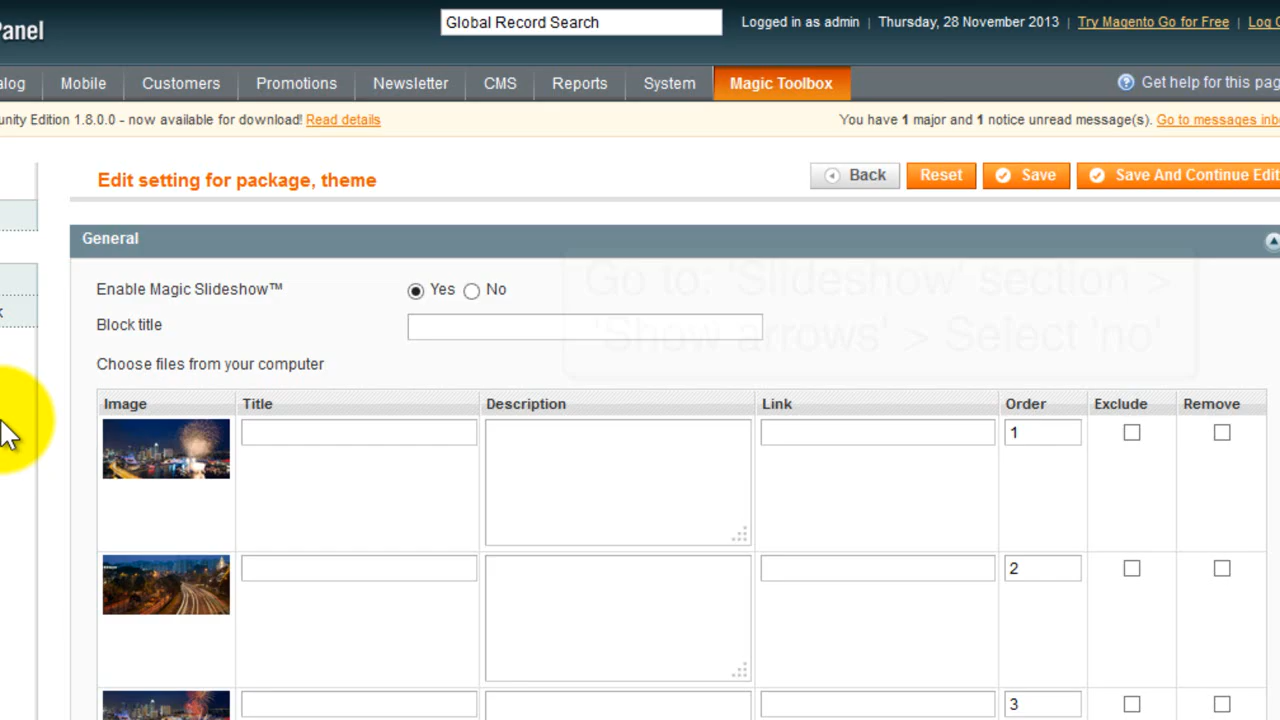 Panel
Global Record Search
Logged in as admin | Thursday, 28 November 2013 | Try Magento Go for Free | Log
alog Mobile Customers Promotions Newsletter CMS Reports System Magic Toolbox Get help for this pag
unity Edition 1.8.0.0 - now available for download! Read details You have 1 major and 1 notice unread message(s). Go to messages inb
Edit setting for package, theme Back Reset Save Save And Continue Edit
General
Go to: 'Slideshow' section >
'Show arrows' > Select 'no'
Enable Magic Slideshow™ Yes No
Block title
Choose files from your computer
Image Title Description Link Order Exclude Remove
1
2
3